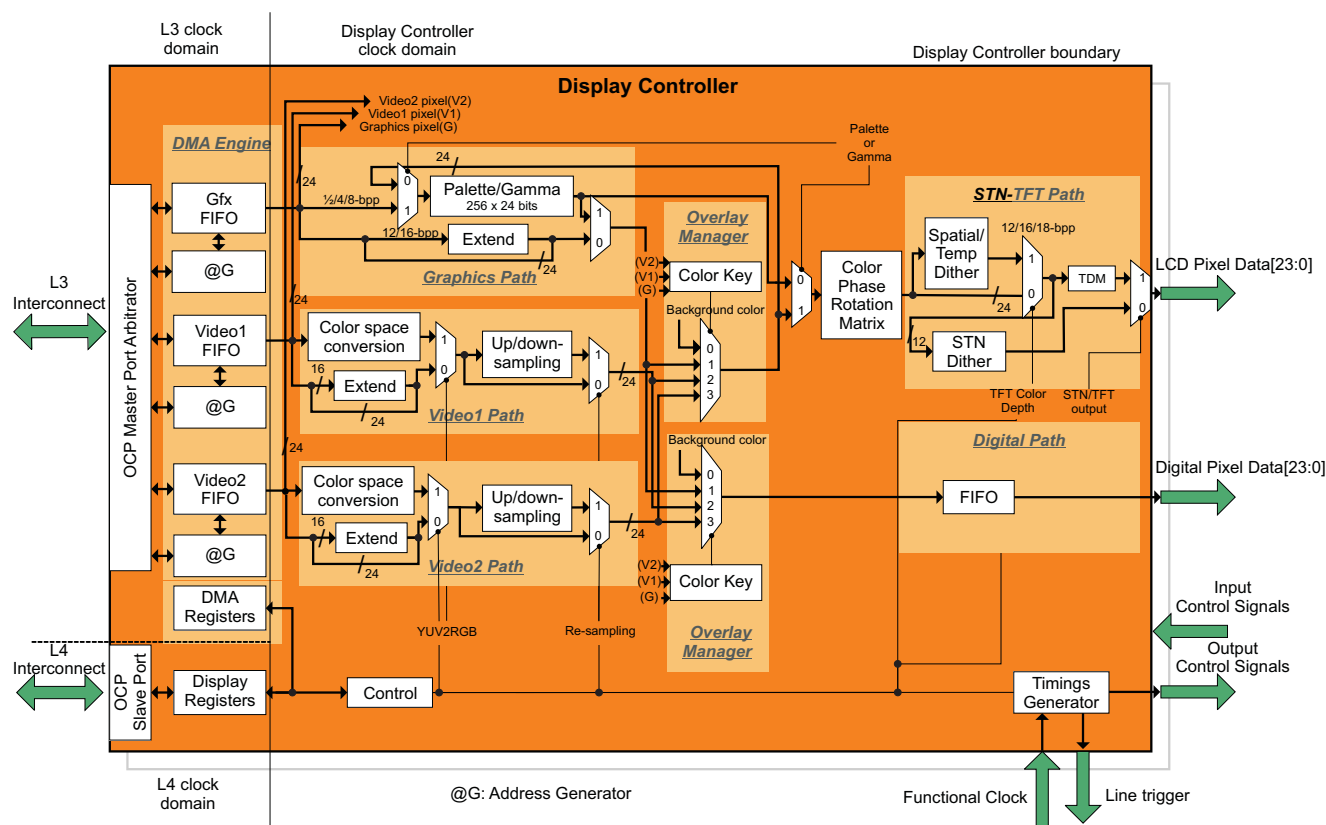 L3 clock
domain
Display Controller
clock domain
Display Controller boundary
Display Controller
Video2 pixel(V2)
Video1 pixel(V1)
Graphics pixel(G)
DMA Engine
Palette
or
Gamma
24
24
Gfx
FIFO
½/4/8-bpp
0
1
Palette/Gamma
256 x 24 bits
1
0
12/16-bpp
Extend
24
Graphics Path
@G
Overlay
Manager
(V2)
(V1)
(G)
Color Key
Background color
0
1
2
3
0
1
Color
Phase
Rotation
Matrix
STN-TFT Path
12/16/18-bpp
Spatial/
Temp
Dither
1
0
24
TDM
1
0
12
STN
Dither
TFT Color
Depth
STN/TFT
output
LCD Pixel Data[23:0]
L3
Interconnect
OCP Master Port Arbitrator
24
Video1
FIFO
Color space
conversion
1
0
Up/down-
sampling
1
0
24
16
Extend
24
Video1 Path
@G
24
Video2
FIFO
Color space
conversion
1
0
Up/down-
sampling
1
0
24
16
Extend
24
Video2 Path
@G
Background color
0
1
2
3
(V2)
(V1)
(G)
Color Key
Overlay
Manager
Digital Path
FIFO
Digital Pixel Data[23:0]
DMA
Registers
YUV2RGB
Re-sampling
Input
Control Signals
L4
Interconnect
OCP
Slave Port
Display
Registers
Control
Timings
Generator
Output
Control Signals
L4 clock
domain
@G: Address Generator
Functional Clock
Line trigger